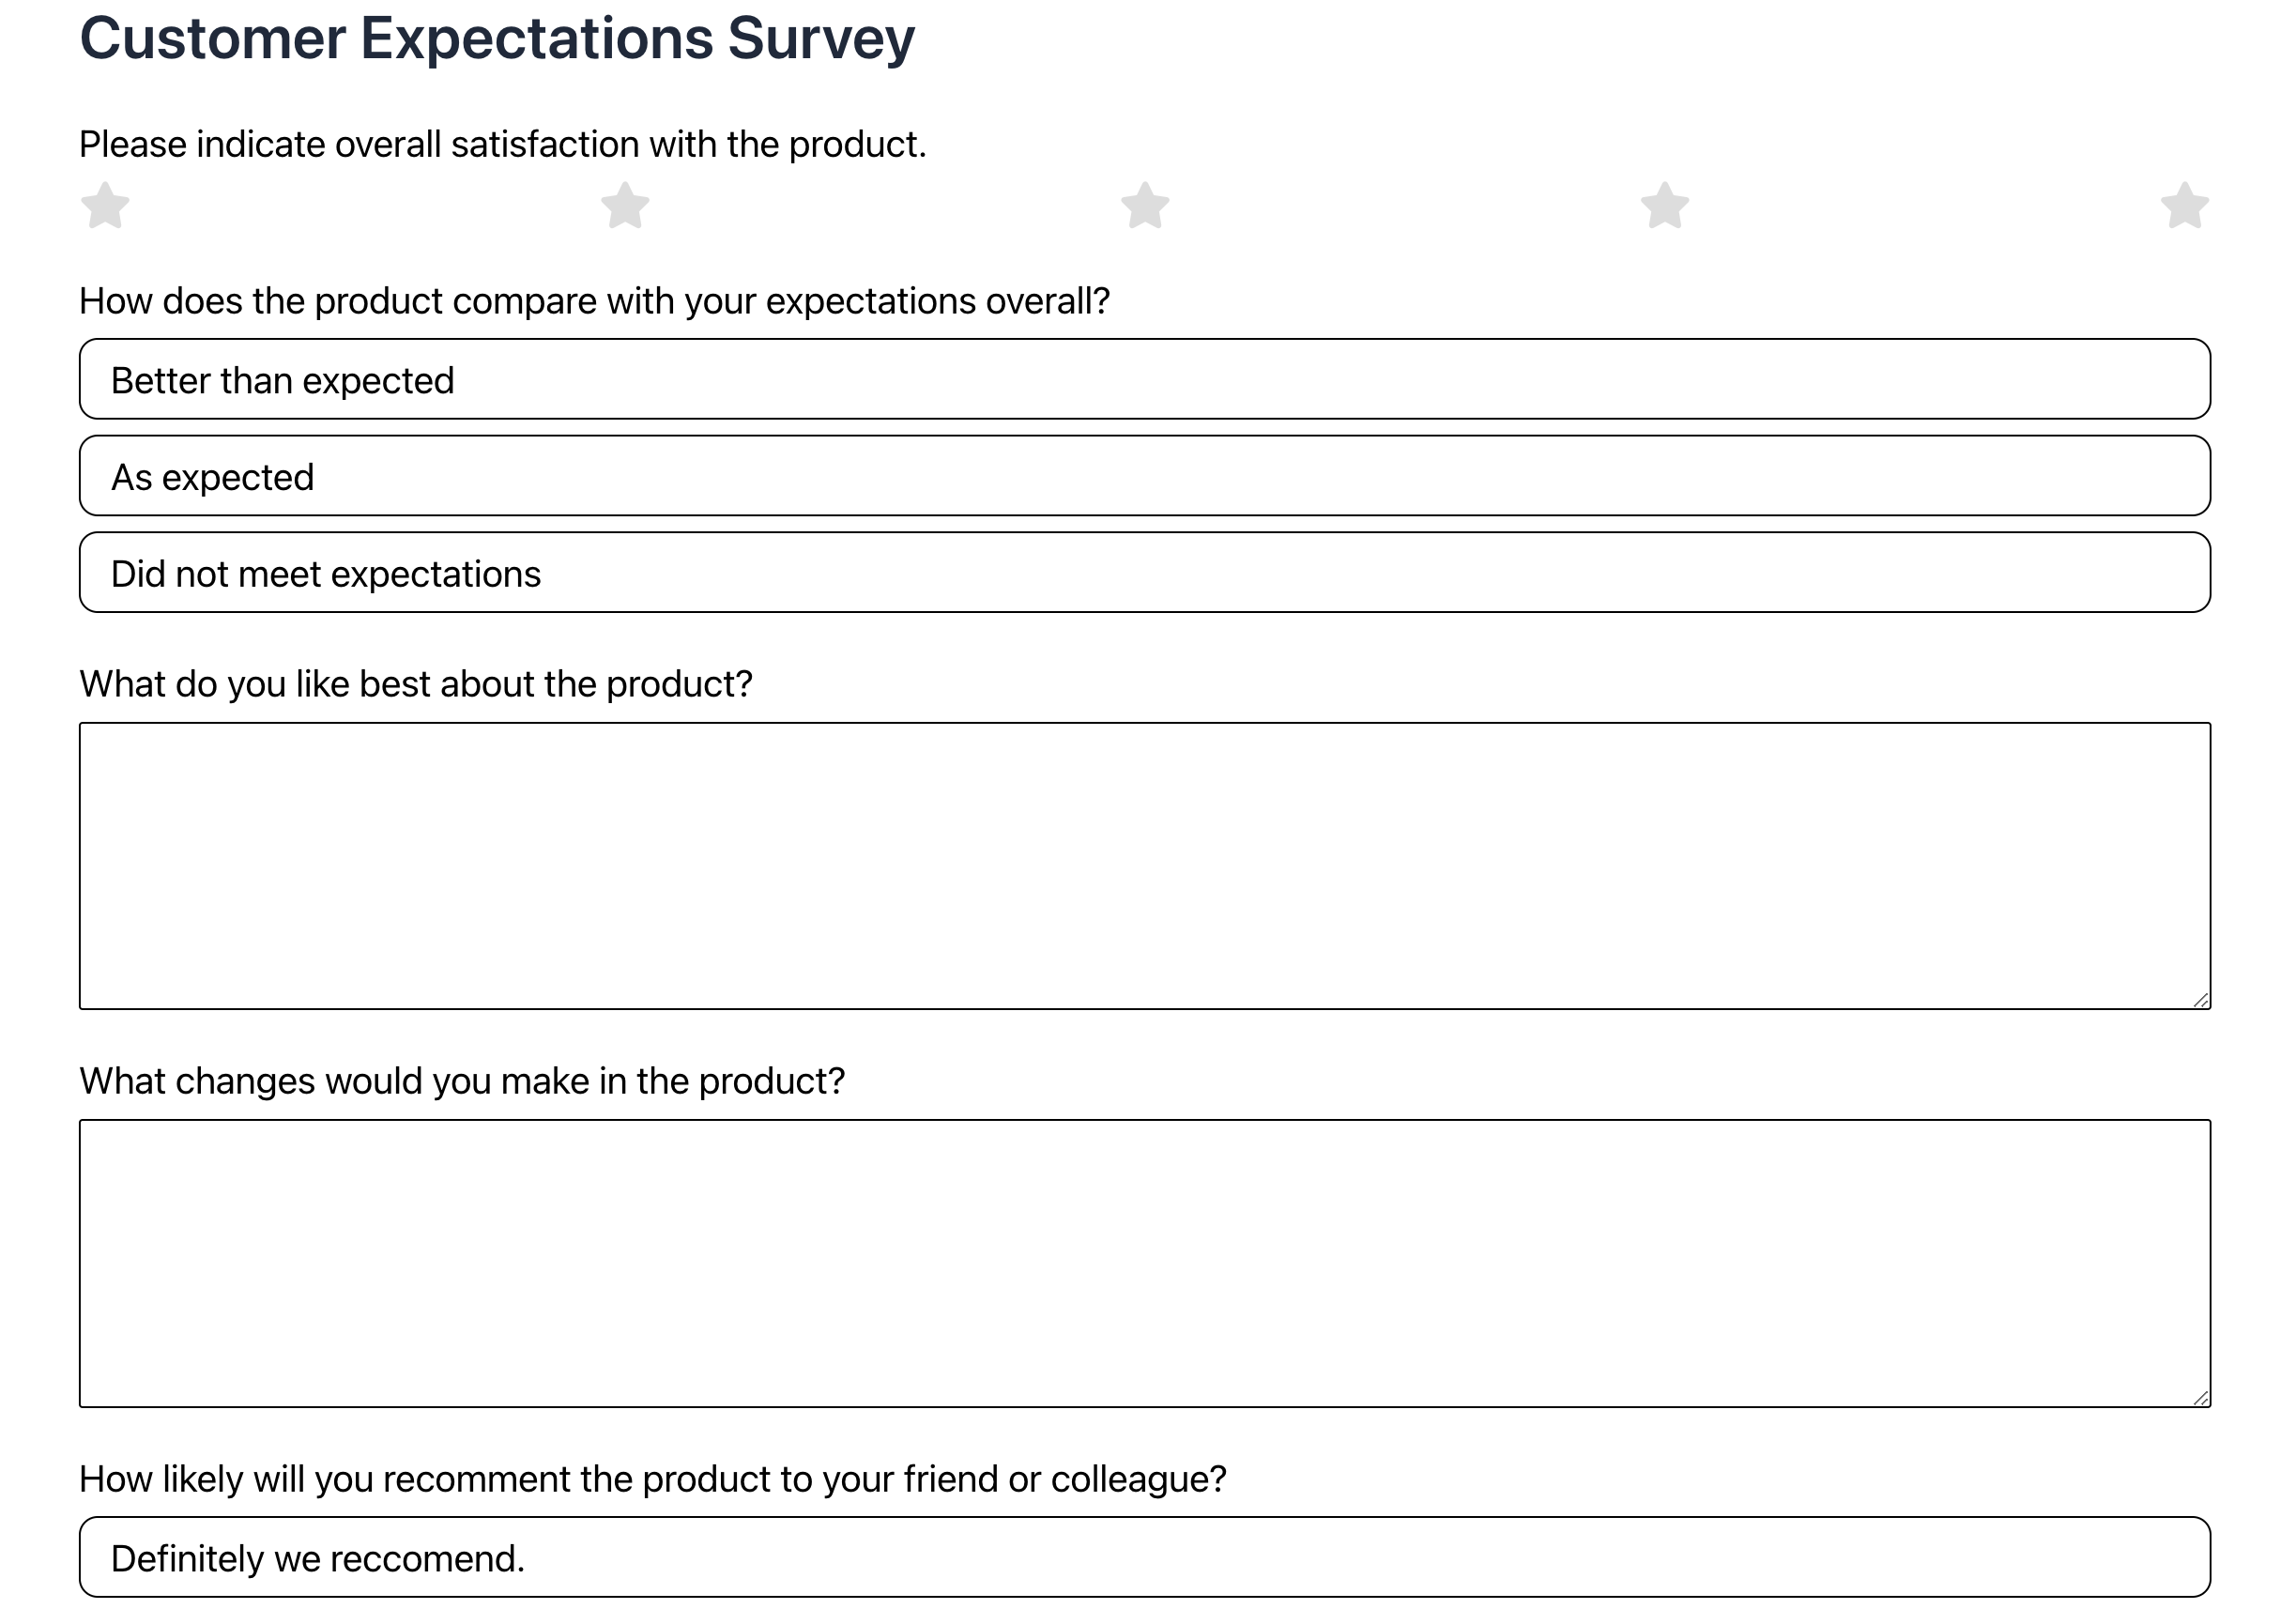 Customer Expectations Survey
Please indicate overall satisfaction with the product.
How does the product compare with your expectations overall?
Better than expected
As expected
Did not meet expectations
What do you like best about the product?
What changes would you make in the product?
How likely will you recomment the product to your friend or colleague?
Definitely we reccomend.